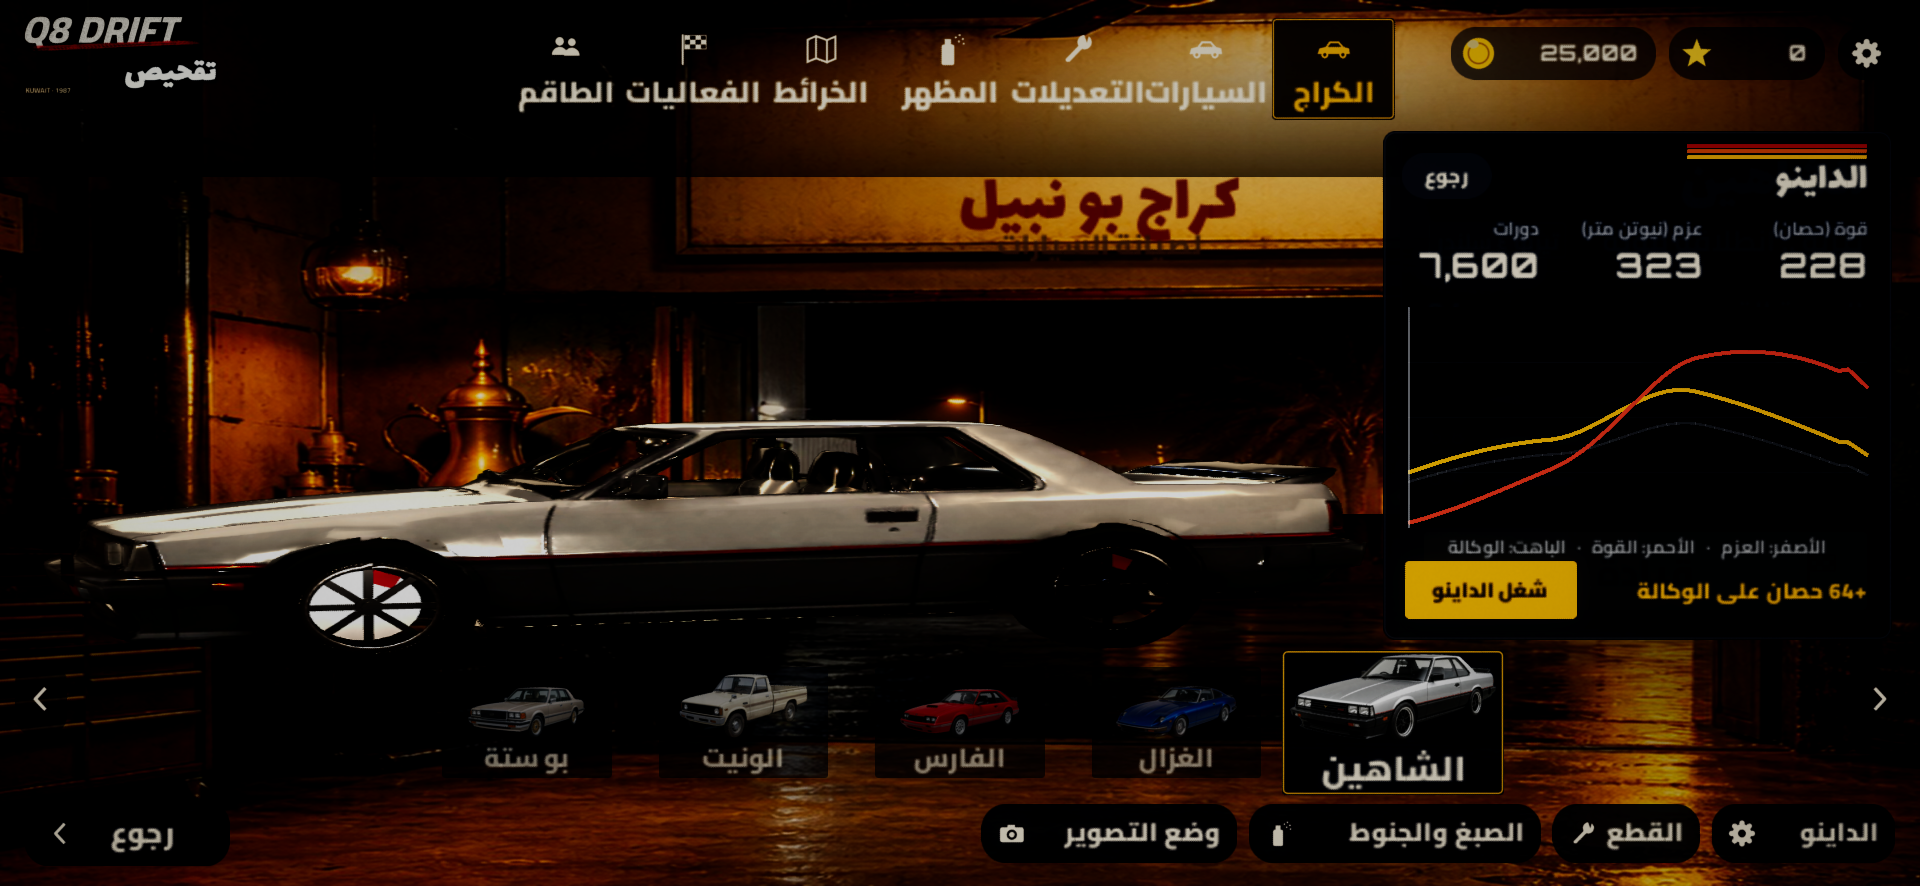 Q8 DRIFT
تقحيص
KUWAIT · 1987
الكراج
السيارات
التعديلات
المظهر
الخرائط
الفعاليات
الطاقم
25,000
0
كراج بو نبيل
الداينو
رجوع
قوة (حصان)
عزم (نيوتن متر)
دورات
228
323
7,600
الأصفر: العزم · الأحمر: القوة · الباهت: الوكالة
+64 حصان على الوكالة
شغل الداينو
الشاهين
الغزال
الفارس
الونيت
بو ستة
الداينو
القطع
الصبغ والجنوط
وضع التصوير
رجوع